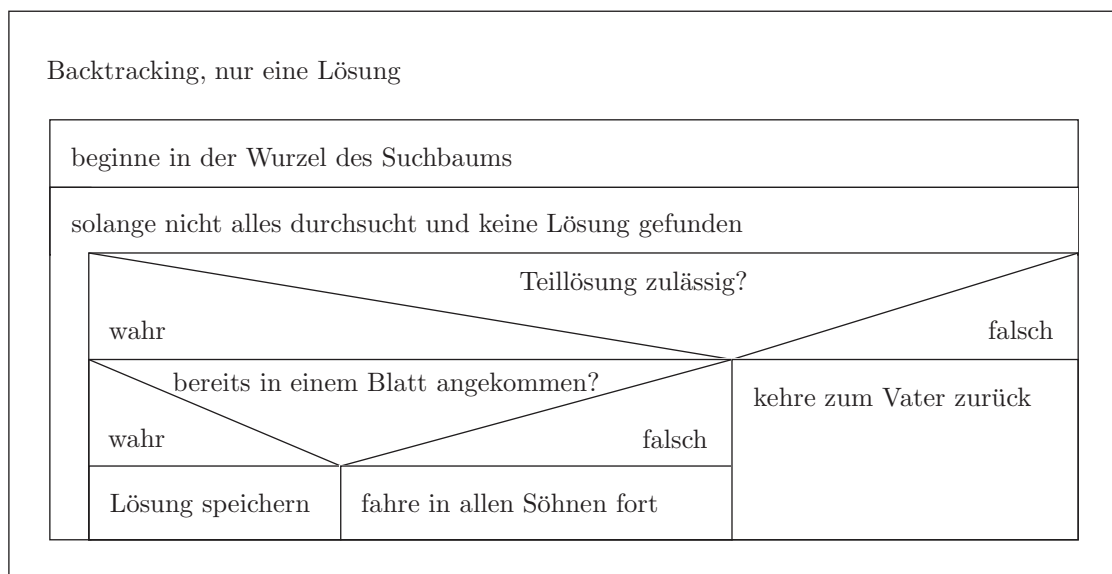 Backtracking, nur eine Lösung
beginne in der Wurzel des Suchbaums
solange nicht alles durchsucht und keine Lösung gefunden
Teillösung zulässig?
wahr
falsch
bereits in einem Blatt angekommen?
wahr
falsch
kehre zum Vater zurück
Lösung speichern
fahre in allen Söhnen fort